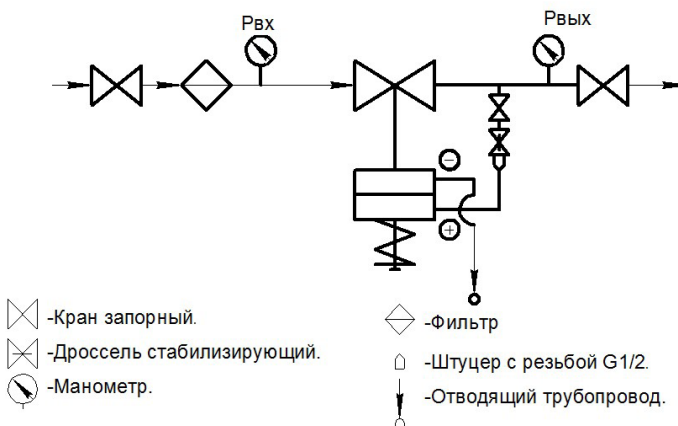 Рвх
Рвых
−
+
-Кран запорный.
-Дроссель стабилизирующий.
-Манометр.
-Фильтр
-Штуцер с резьбой G1/2.
-Отводящий трубопровод.